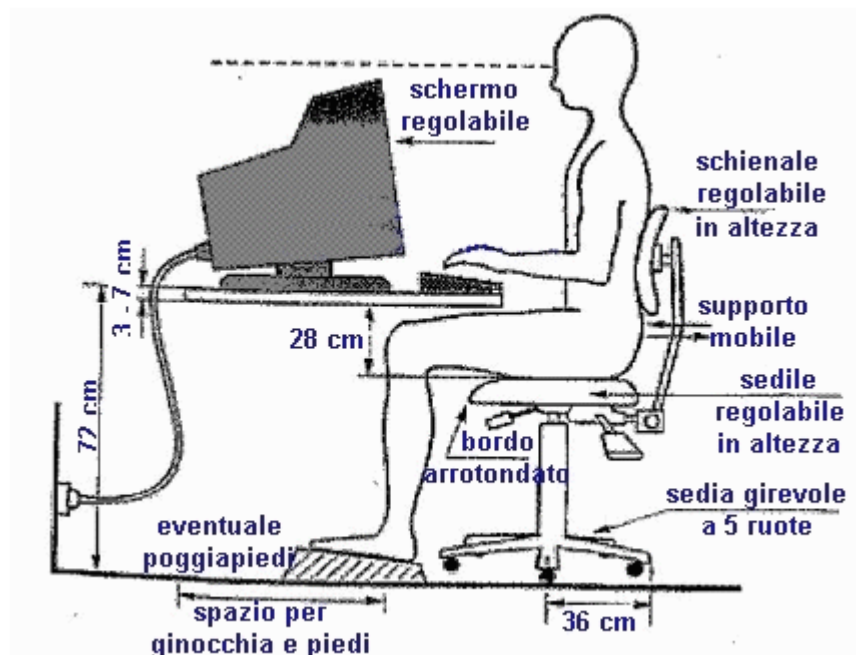 schermo
regolabile
schienale
regolabile
in altezza
3 - 7 cm
28 cm
supporto
mobile
72 cm
sedile
regolabile
in altezza
bordo
arrotondato
sedia girevole
a 5 ruote
eventuale
poggiapiedi
spazio per
ginocchia e piedi
36 cm